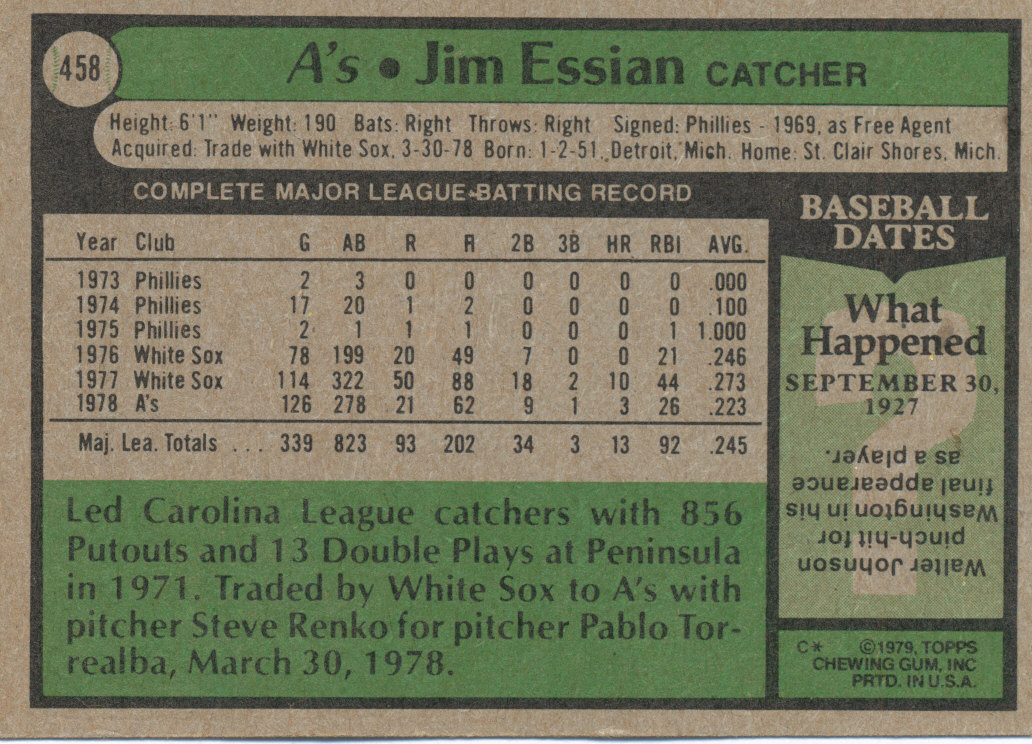 458
A's • Jim Essian CATCHER
Height: 6'1" Weight: 190 Bats: Right Throws: Right Signed: Phillies - 1969, as Free Agent
Acquired: Trade with White Sox, 3-30-78 Born: 1-2-51, Detroit, Mich. Home: St. Clair Shores, Mich.
COMPLETE MAJOR LEAGUE BATTING RECORD
Year Club G AB R H 2B 3B HR RBI AVG.
1973 Phillies 2 3 0 0 0 0 0 0 .000
1974 Phillies 17 20 1 2 0 0 0 0 .100
1975 Phillies 2 1 1 1 0 0 0 1 1.000
1976 White Sox 78 199 20 49 7 0 0 21 .246
1977 White Sox 114 322 50 88 18 2 10 44 .273
1978 A's 126 278 21 62 9 1 3 26 .223
Maj. Lea. Totals . . . 339 823 93 202 34 3 13 92 .245
Led Carolina League catchers with 856
Putouts and 13 Double Plays at Peninsula
in 1971. Traded by White Sox to A's with
pitcher Steve Renko for pitcher Pablo Tor-
realba, March 30, 1978.
BASEBALL
DATES
What
Happened
SEPTEMBER 30,
1927
Walter Johnson
pinch-hit for
Washington in his
final appearance
as a player.
C* ©1979, TOPPS
CHEWING GUM, INC
PRTD. IN U.S.A.